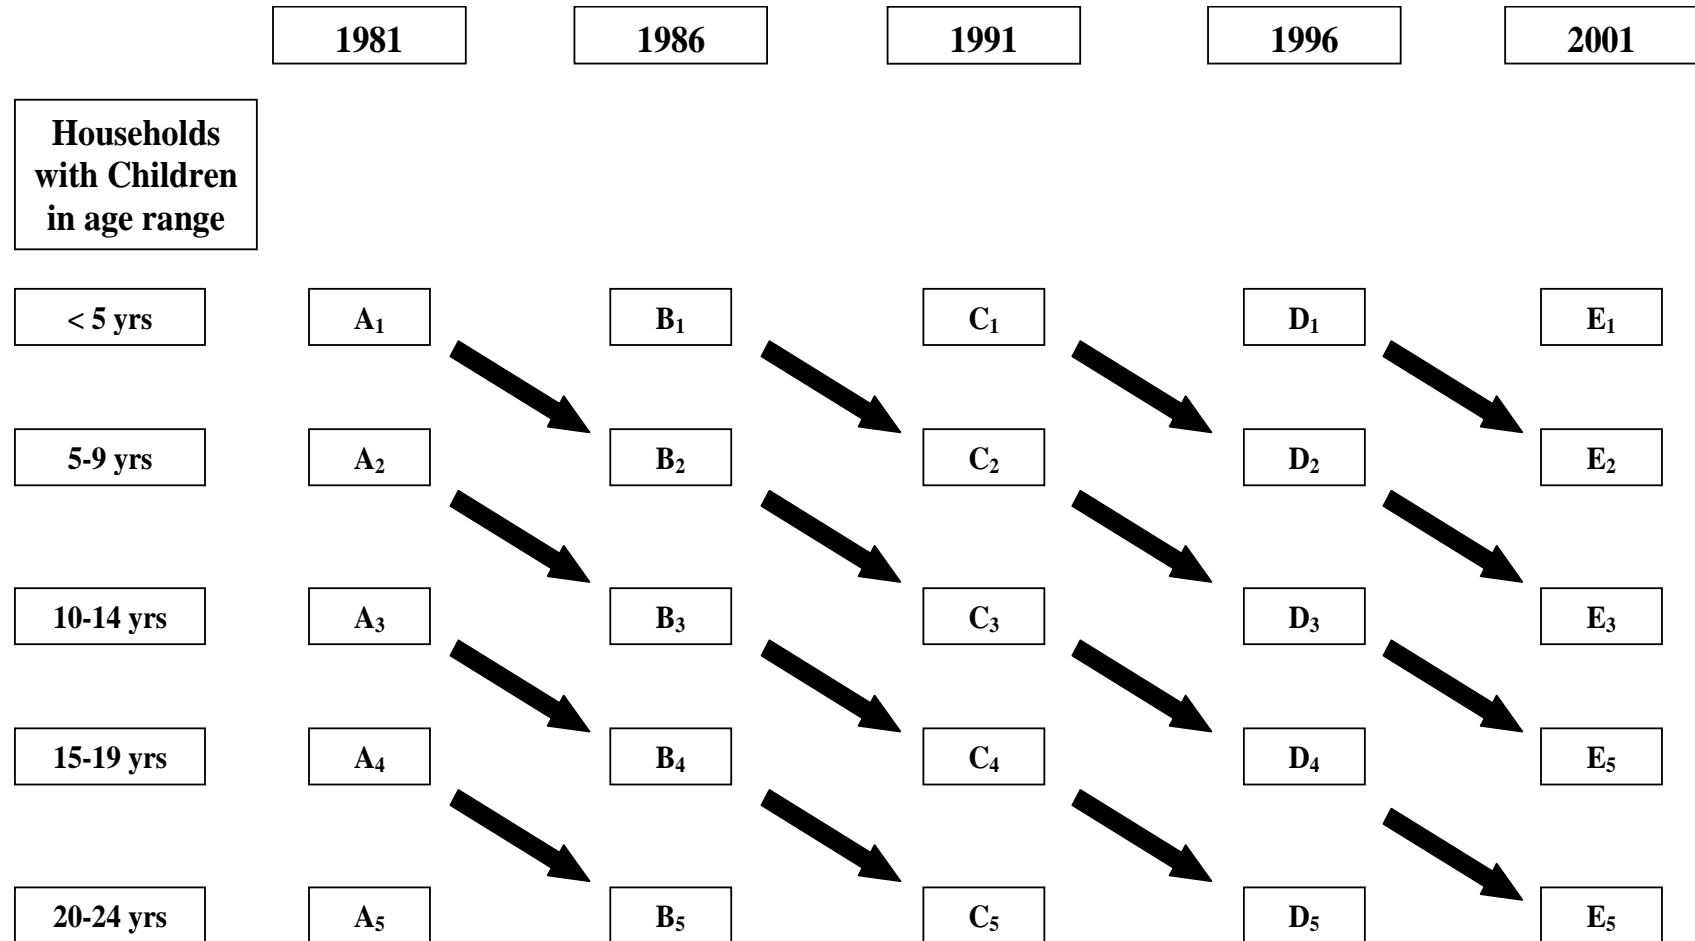 1981 1986 1991 1996 2001
Households
with Children
in age range
< 5 yrs A₁ B₁ C₁ D₁ E₁
5-9 yrs A₂ B₂ C₂ D₂ E₂
10-14 yrs A₃ B₃ C₃ D₃ E₃
15-19 yrs A₄ B₄ C₄ D₄ E₅
20-24 yrs A₅ B₅ C₅ D₅ E₅